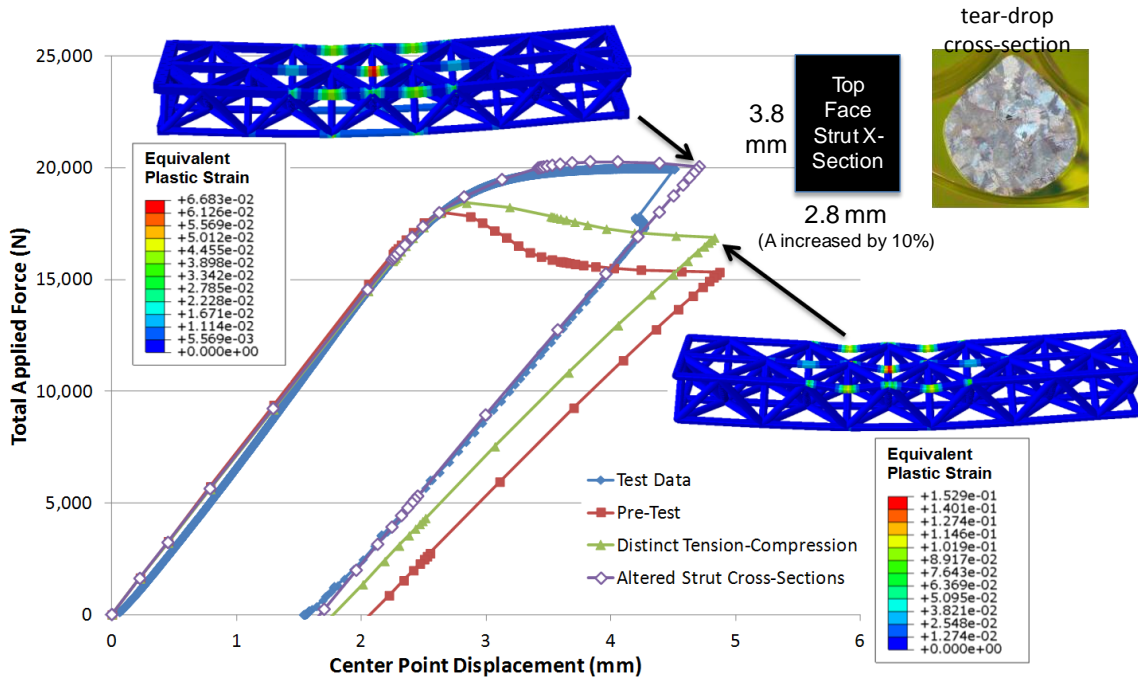 tear-drop
cross-section
Top
Face
Strut X-
Section
3.8
mm
2.8 mm
(A increased by 10%)
Equivalent
Plastic Strain
+6.683e-02
+6.126e-02
+5.569e-02
+5.012e-02
+4.455e-02
+3.898e-02
+3.342e-02
+2.785e-02
+2.228e-02
+1.671e-02
+1.114e-02
+5.569e-03
+0.000e+00
Total Applied Force (N)
25,000
20,000
15,000
10,000
5,000
0
0
1
2
3
4
5
6
Center Point Displacement (mm)
Test Data
Pre-Test
Distinct Tension-Compression
Altered Strut Cross-Sections
Equivalent
Plastic Strain
+1.529e-01
+1.401e-01
+1.274e-01
+1.146e-01
+1.019e-01
+8.917e-02
+7.643e-02
+6.369e-02
+5.095e-02
+3.821e-02
+2.548e-02
+1.274e-02
+0.000e+00